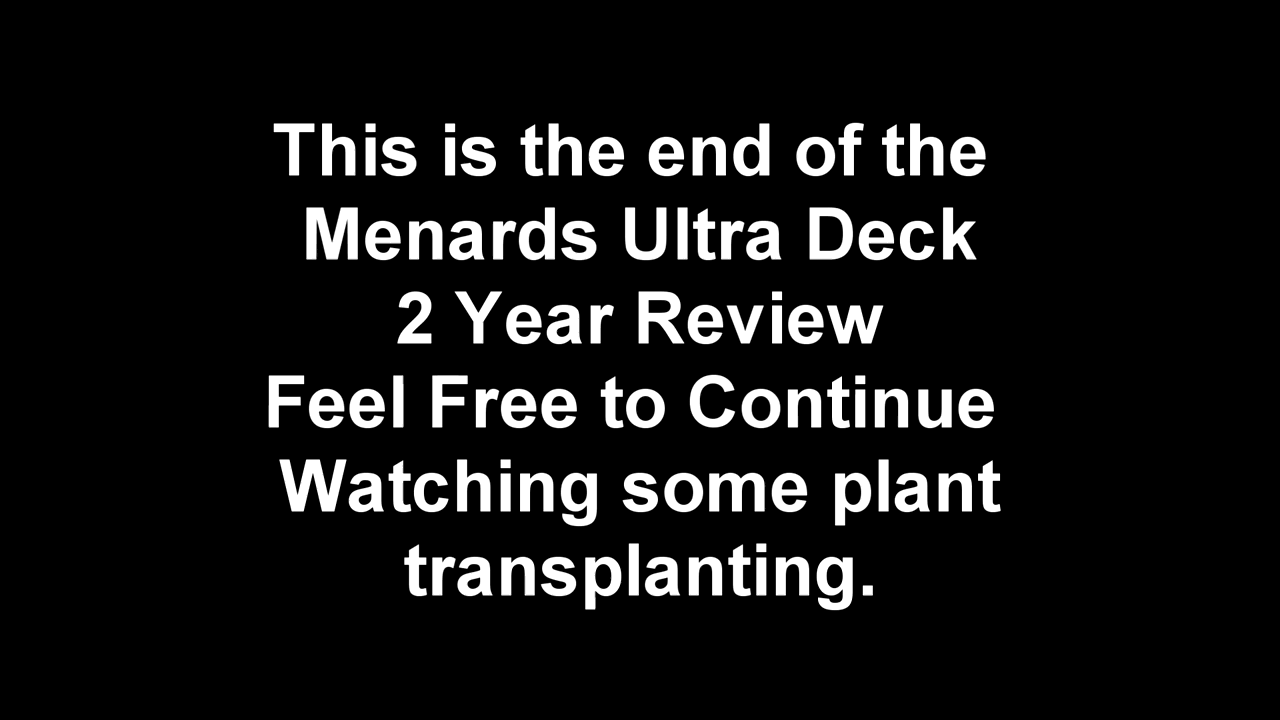 This is the end of the
Menards Ultra Deck
2 Year Review
Feel Free to Continue
Watching some plant
transplanting.